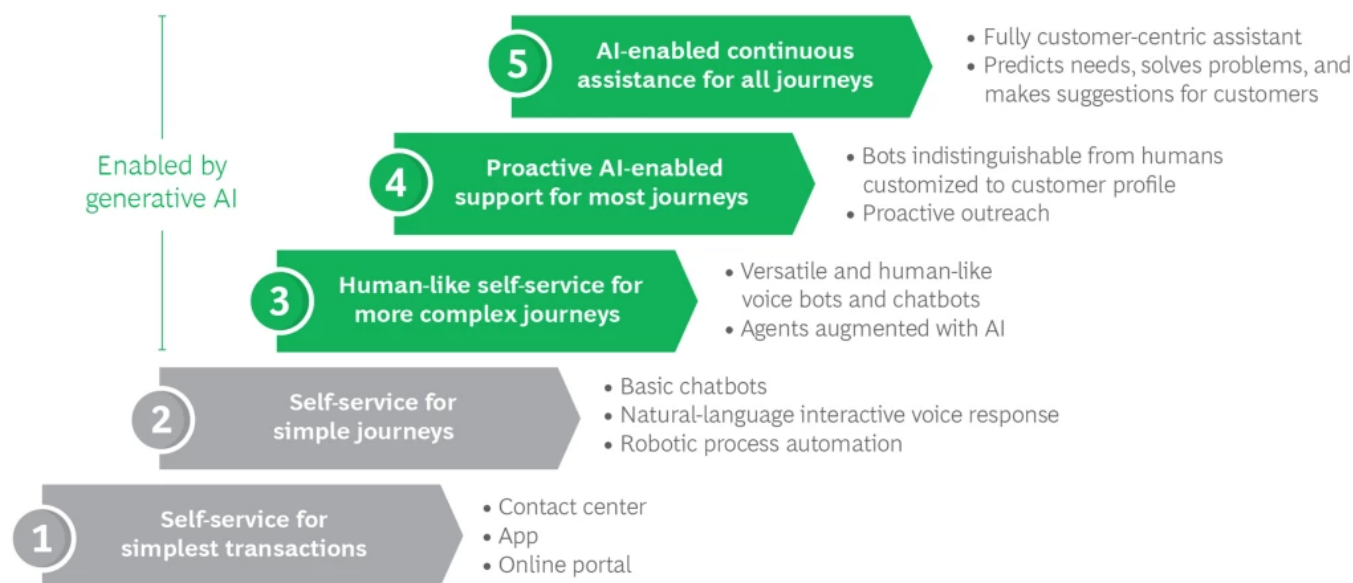 5
AI-enabled continuous
assistance for all journeys
• Fully customer-centric assistant
• Predicts needs, solves problems, and
makes suggestions for customers
Enabled by
generative AI
4
Proactive AI-enabled
support for most journeys
• Bots indistinguishable from humans
customized to customer profile
• Proactive outreach
3
Human-like self-service for
more complex journeys
• Versatile and human-like
voice bots and chatbots
• Agents augmented with AI
2
Self-service for
simple journeys
• Basic chatbots
• Natural-language interactive voice response
• Robotic process automation
1
Self-service for
simplest transactions
• Contact center
• App
• Online portal